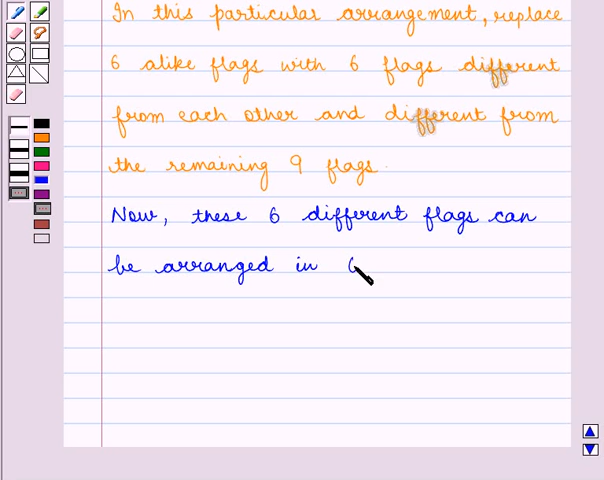 In this particular arrangement, replace
6 alike flags with 6 flags different
from each other and different from
the remaining 9 flags.
Now, these 6 different flags can
be arranged in